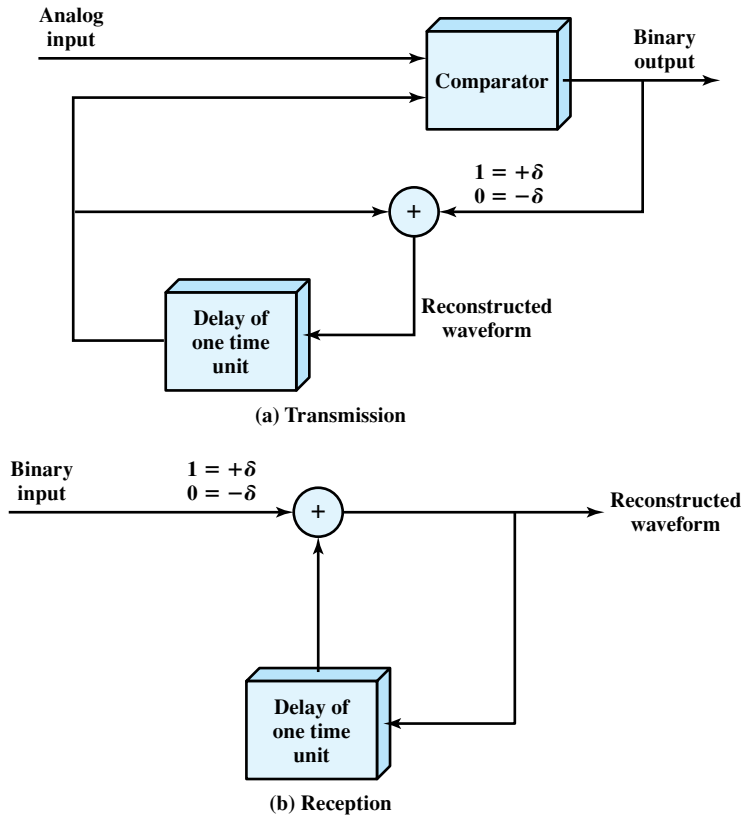 Analog
input
Comparator
Binary
output
1 = +δ
0 = −δ
+
Reconstructed
waveform
Delay of
one time
unit
(a) Transmission
Binary
input
1 = +δ
0 = −δ
+
Reconstructed
waveform
Delay of
one time
unit
(b) Reception